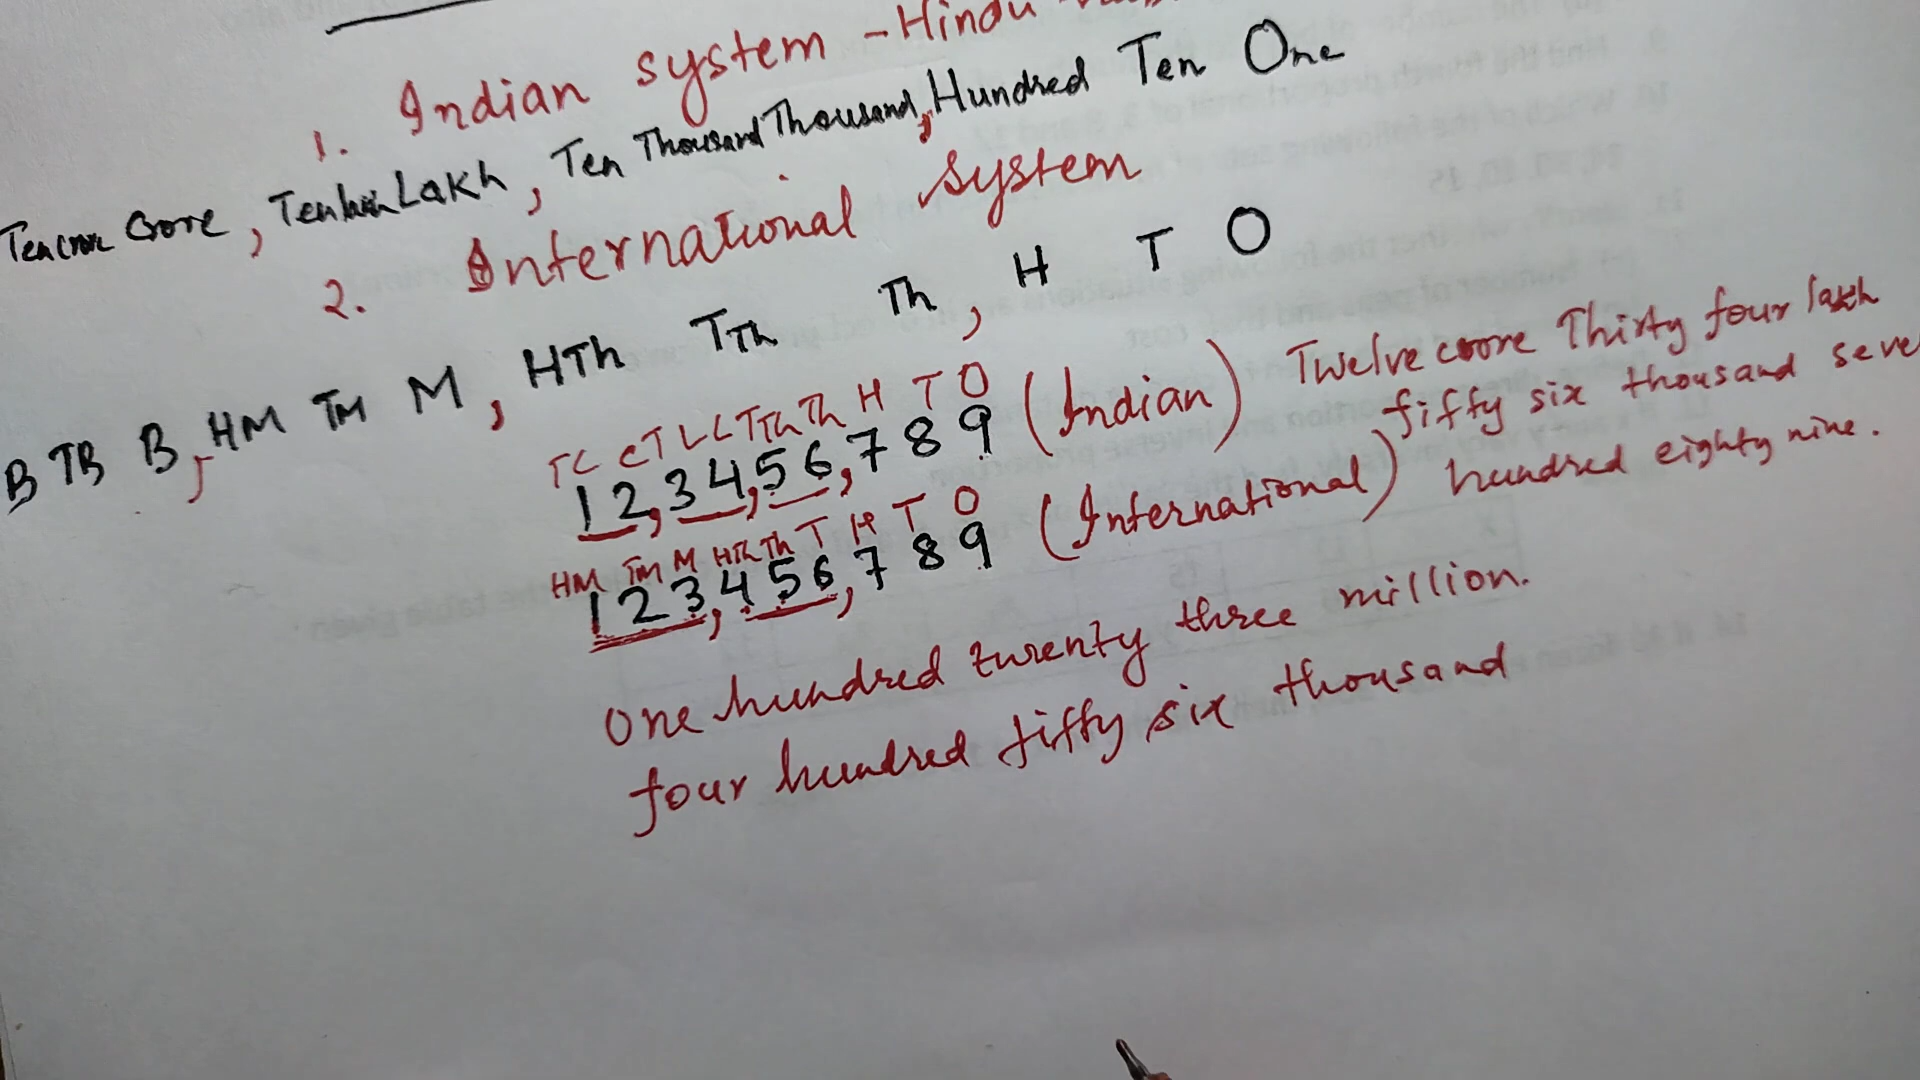 1. Indian system - Hindu
Ten crore Crore, Ten lakh Lakh, Ten Thousand Thousand, Hundred Ten One
2. International system
B TB B, HM TM M, HTh TTh Th, H T O
TC C TL L TTh Th H T O
12,34,56,789 (Indian) Twelve crore Thirty four lakh
fifty six thousand seve
hundred eighty nine.
HM TM M HTh Th T H T O
123,456,789 (International)
One hundred twenty three million.
four hundred fiffy six thousand